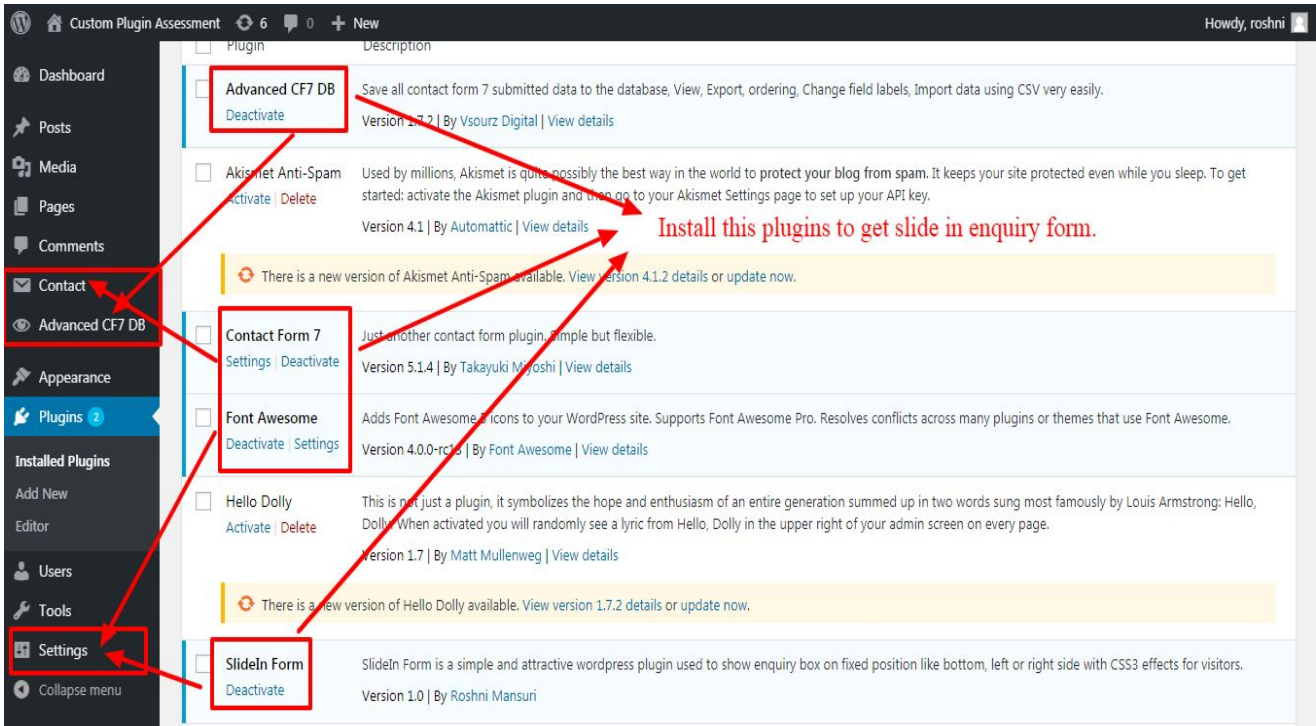 Custom Plugin Assessment 6 0 + New Howdy, roshni
Dashboard
Posts
Media
Pages
Comments
Contact
Advanced CF7 DB
Appearance
Plugins 2
Installed Plugins
Add New
Editor
Users
Tools
Settings
Collapse menu
Plugin Description
Advanced CF7 DB
Deactivate
Save all contact form 7 submitted data to the database, View, Export, ordering, Change field labels, Import data using CSV very easily.
Version 1.7.2 | By Vsourz Digital | View details
Akismet Anti-Spam
Activate | Delete
Used by millions, Akismet is quite possibly the best way in the world to protect your blog from spam. It keeps your site protected even while you sleep. To get
started: activate the Akismet plugin and then go to your Akismet Settings page to set up your API key.
Version 4.1 | By Automattic | View details
Install this plugins to get slide in enquiry form.
There is a new version of Akismet Anti-Spam available. View version 4.1.2 details or update now.
Contact Form 7
Settings | Deactivate
Just another contact form plugin. Simple but flexible.
Version 5.1.4 | By Takayuki Miyoshi | View details
Font Awesome
Deactivate | Settings
Adds Font Awesome 5 icons to your WordPress site. Supports Font Awesome Pro. Resolves conflicts across many plugins or themes that use Font Awesome.
Version 4.0.0-rc13 | By Font Awesome | View details
Hello Dolly
Activate | Delete
This is not just a plugin, it symbolizes the hope and enthusiasm of an entire generation summed up in two words sung most famously by Louis Armstrong: Hello,
Dolly. When activated you will randomly see a lyric from Hello, Dolly in the upper right of your admin screen on every page.
Version 1.7 | By Matt Mullenweg | View details
There is a new version of Hello Dolly available. View version 1.7.2 details or update now.
SlideIn Form
Deactivate
SlideIn Form is a simple and attractive wordpress plugin used to show enquiry box on fixed position like bottom, left or right side with CSS3 effects for visitors.
Version 1.0 | By Roshni Mansuri